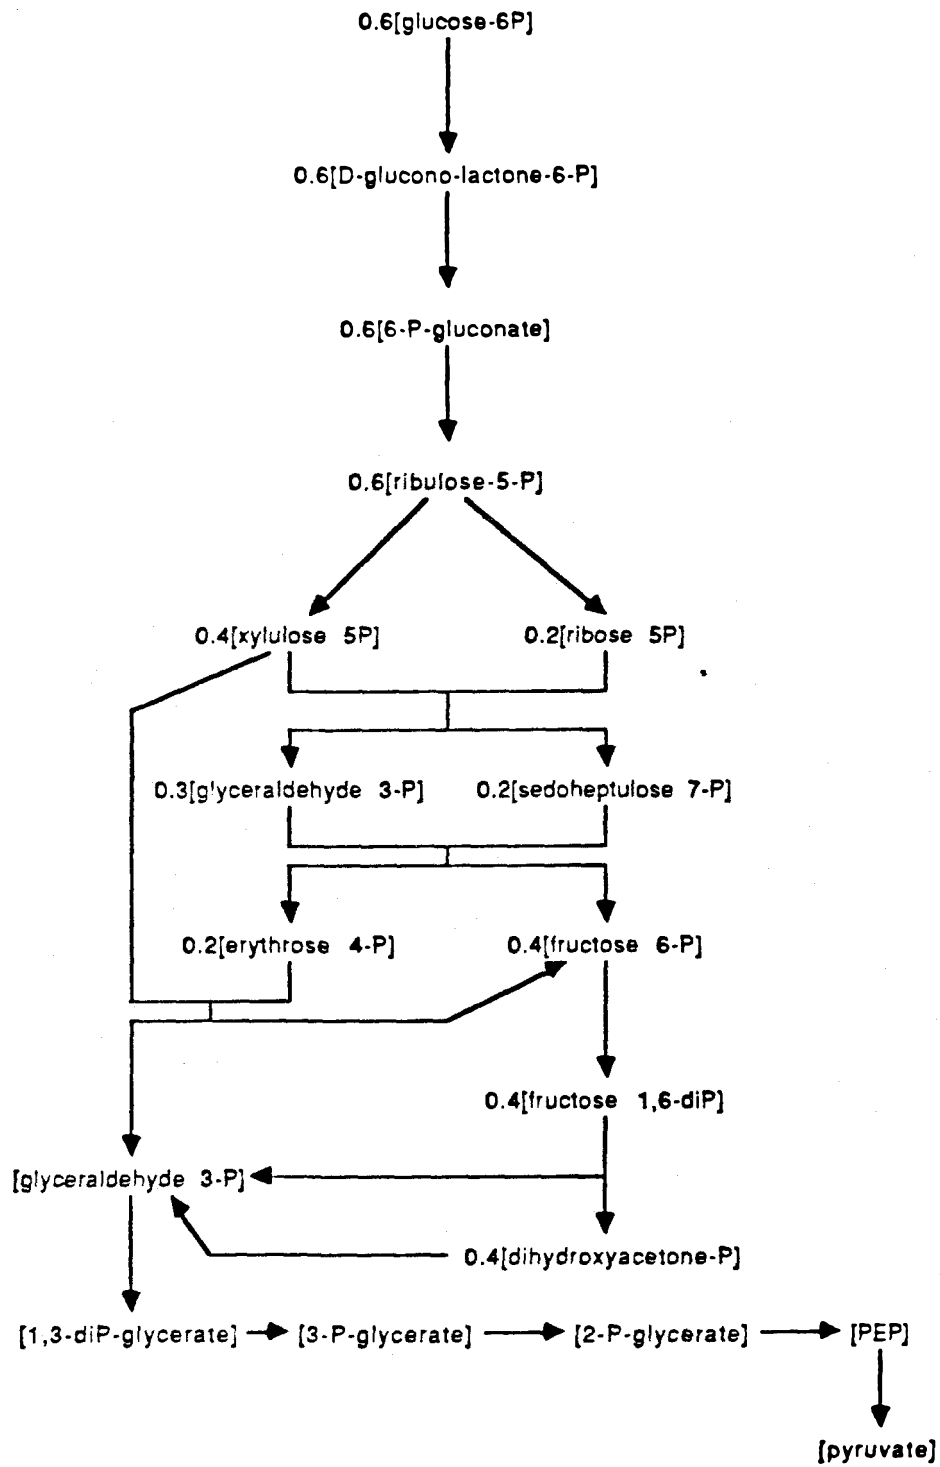 0.6[glucose-6P]
0.6[D-glucono-lactone-6-P]
0.6[6-P-gluconate]
0.6[ribulose-5-P]
0.4[xylulose 5P] 0.2[ribose 5P]
0.3[glyceraldehyde 3-P] 0.2[sedoheptulose 7-P]
0.2[erythrose 4-P] 0.4[fructose 6-P]
0.4[fructose 1,6-diP]
[glyceraldehyde 3-P]
0.4[dihydroxyacetone-P]
[1,3-diP-glycerate] [3-P-glycerate] [2-P-glycerate] [PEP]
[pyruvate]